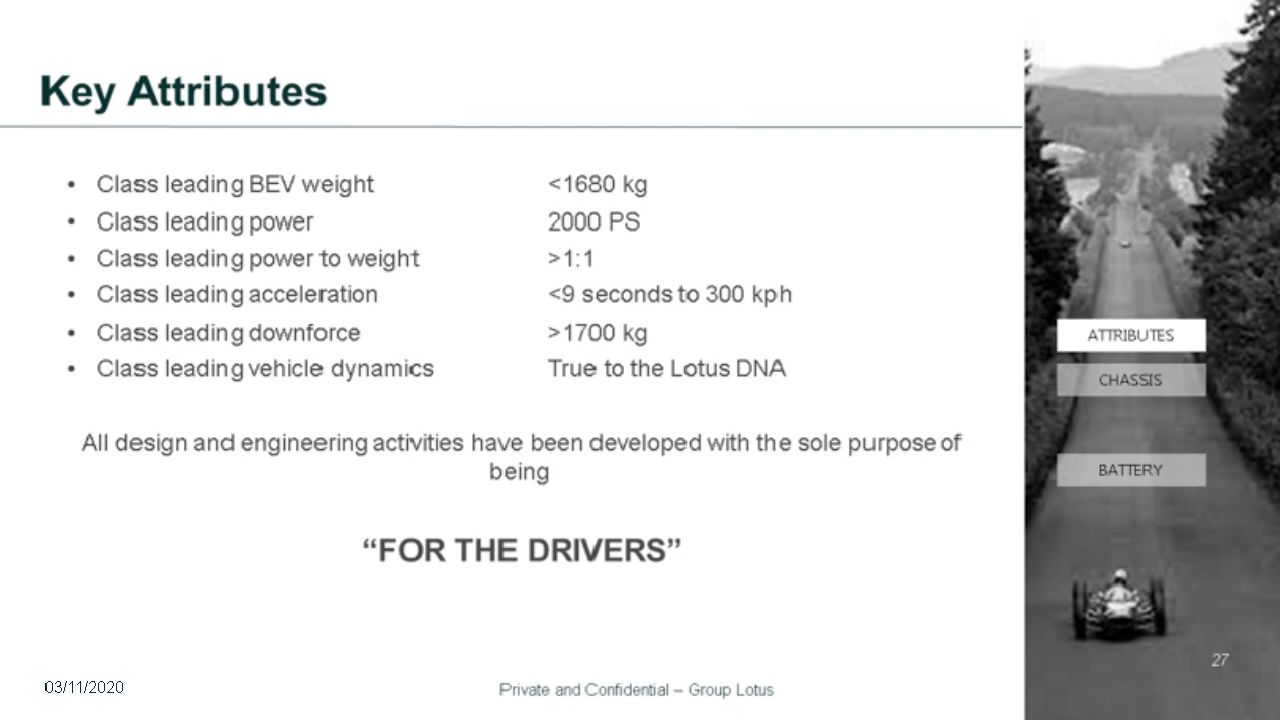 Key Attributes
• Class leading BEV weight <1680 kg
• Class leading power 2000 PS
• Class leading power to weight >1:1
• Class leading acceleration <9 seconds to 300 kph
• Class leading downforce >1700 kg
• Class leading vehicle dynamics True to the Lotus DNA
All design and engineering activities have been developed with the sole purpose of
being
“FOR THE DRIVERS”
ATTRIBUTES
CHASSIS
BATTERY
27
03/11/2020
Private and Confidential – Group Lotus